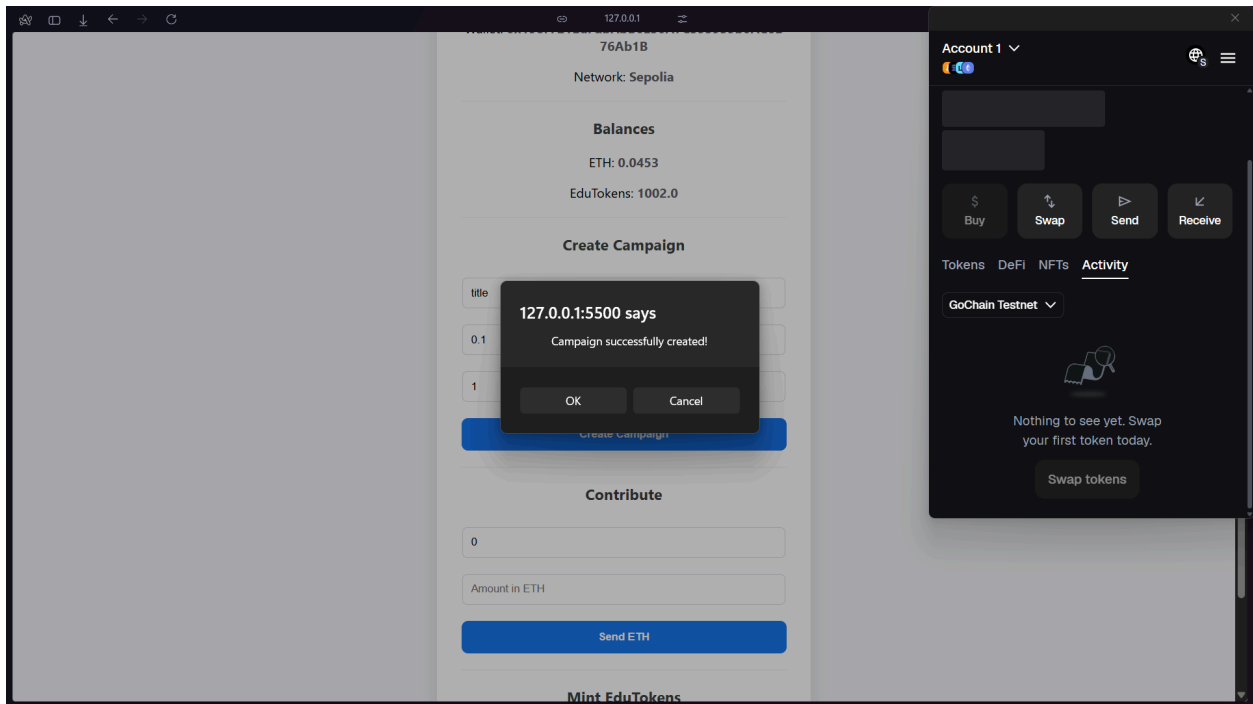 127.0.0.1
76Ab1B
Network: Sepolia
Balances
ETH: 0.0453
EduTokens: 1002.0
Create Campaign
title
0.1
1
Create Campaign
127.0.0.1:5500 says
Campaign successfully created!
OK
Cancel
Contribute
0
Amount in ETH
Send ETH
Mint EduTokens
Account 1
S
$
Buy
Swap
Send
Receive
Tokens DeFi NFTs Activity
GoChain Testnet
Nothing to see yet. Swap
your first token today.
Swap tokens